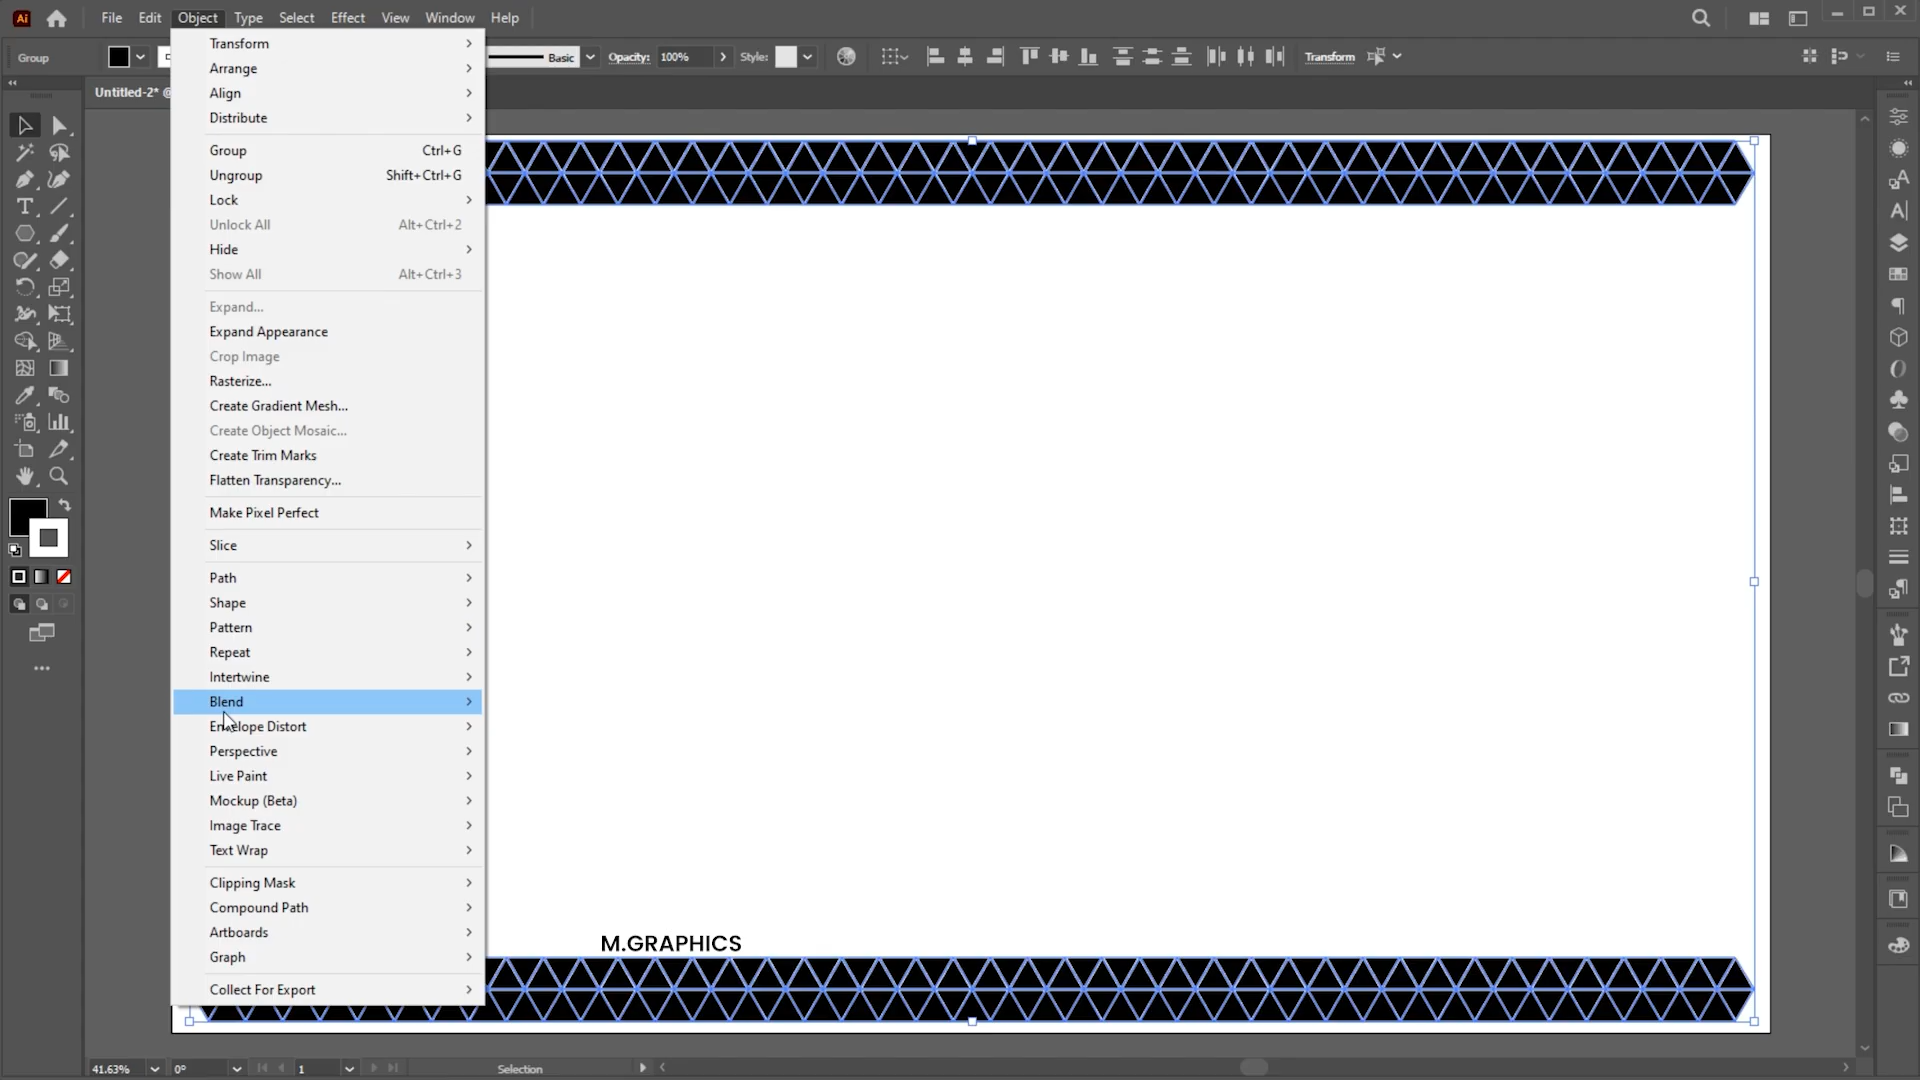 Ai File Edit Object Type Select Effect View Window Help
Group Basic Opacity: 100% Style: Transform
Untitled-2* @
Transform
Arrange
Align
Distribute
Group Ctrl+G
Ungroup Shift+Ctrl+G
Lock
Unlock All Alt+Ctrl+2
Hide
Show All Alt+Ctrl+3
Expand...
Expand Appearance
Crop Image
Rasterize...
Create Gradient Mesh...
Create Object Mosaic...
Create Trim Marks
Flatten Transparency...
Make Pixel Perfect
Slice
Path
Shape
Pattern
Repeat
Intertwine
Blend
Envelope Distort
Perspective
Live Paint
Mockup (Beta)
Image Trace
Text Wrap
Clipping Mask
Compound Path
Artboards
Graph
Collect For Export
M.GRAPHICS
41.63% 0° 1 Selection